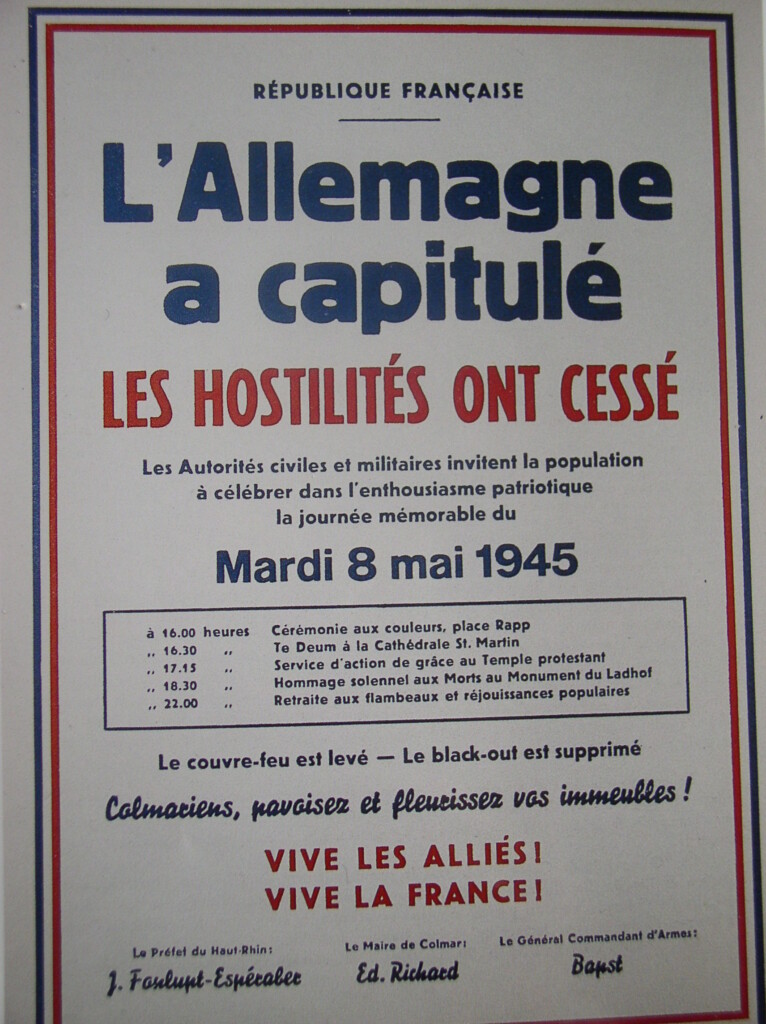 RÉPUBLIQUE FRANÇAISE
L'Allemagne
a capitulé
LES HOSTILITÉS ONT CESSÉ
Les Autorités civiles et militaires invitent la population
à célébrer dans l'enthousiasme patriotique
la journée mémorable du
Mardi 8 mai 1945
à 16.00 heures Cérémonie aux couleurs, place Rapp
,, 16.30 ,, Te Deum à la Cathédrale St. Martin
,, 17.15 ,, Service d'action de grâce au Temple protestant
,, 18.30 ,, Hommage solennel aux Morts au Monument du Ladhof
,, 22.00 ,, Retraite aux flambeaux et réjouissances populaires
Le couvre-feu est levé — Le black-out est supprimé
Colmariens, pavoisez et fleurissez vos immeubles !
VIVE LES ALLIÉS!
VIVE LA FRANCE!
Le Préfet du Haut-Rhin: Le Maire de Colmar: Le Général Commandant d'Armes:
J. Foulupt-Espéraber Ed. Richard Bapst